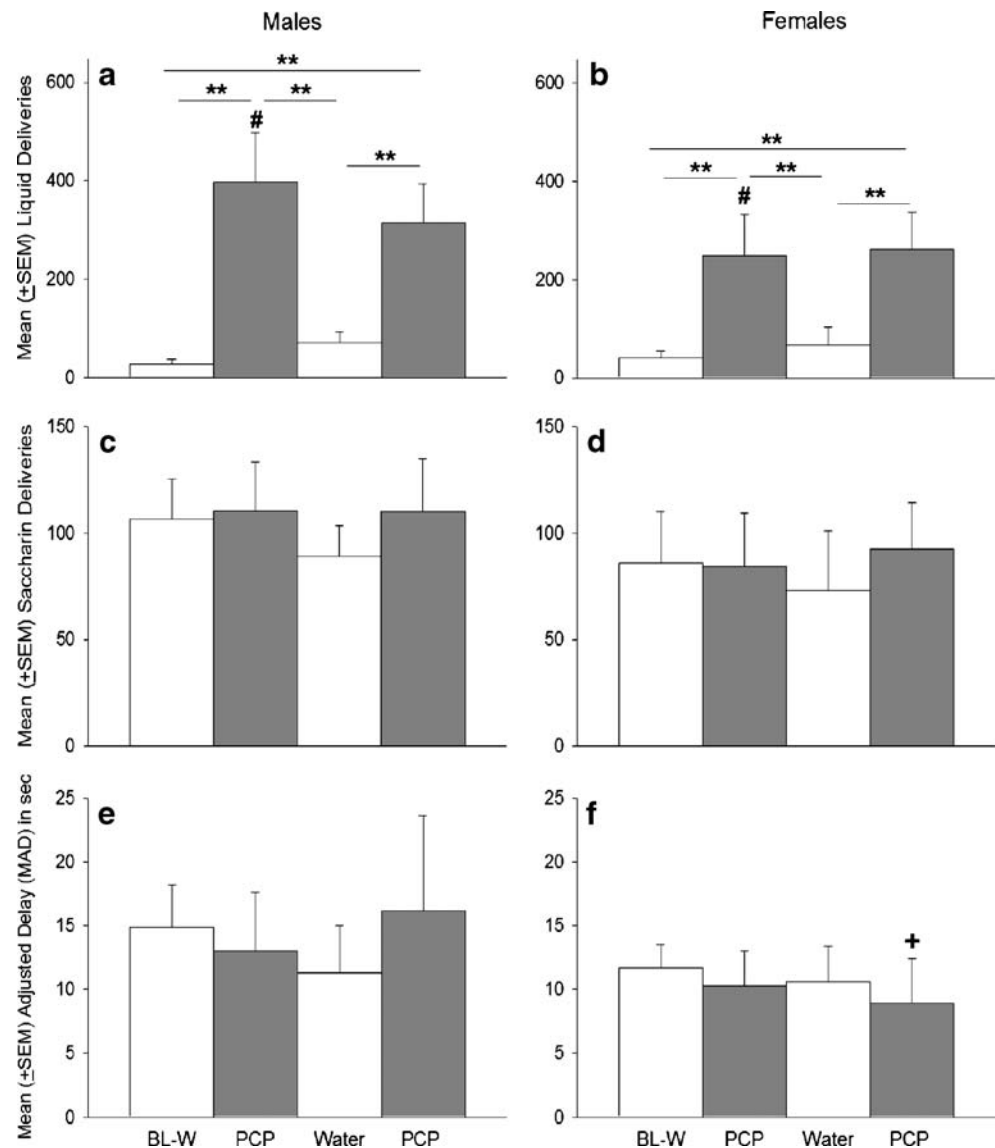 Males
Females
a
b
Mean (±SEM) Liquid Deliveries
600
400
200
0
**
** **
#
**
600
400
200
0
**
** **
#
**
c
d
Mean (±SEM) Saccharin Deliveries
150
100
50
0
150
100
50
0
e
f
Mean (±SEM) Adjusted Delay (MAD) in sec
25
20
15
10
5
0
25
20
15
10
5
0
+
BL-W PCP Water PCP
BL-W PCP Water PCP